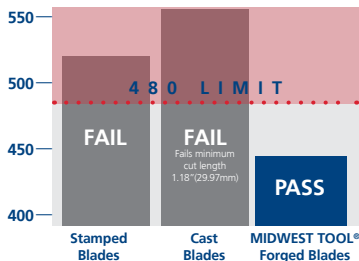 550
500
480 LIMIT
450
400
FAIL
FAIL
Fails minimum
cut length
1.18"(29.97mm)
PASS
Stamped
Blades
Cast
Blades
MIDWEST TOOL®
Forged Blades